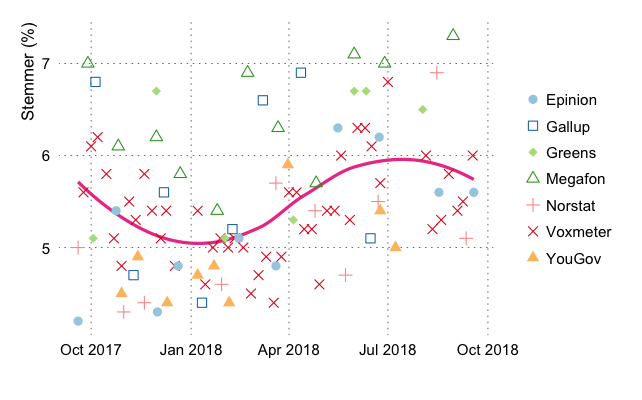 Stemmer (%)
7
6
5
Oct 2017
Jan 2018
Apr 2018
Jul 2018
Oct 2018
Epinion
Gallup
Greens
Megafon
Norstat
Voxmeter
YouGov